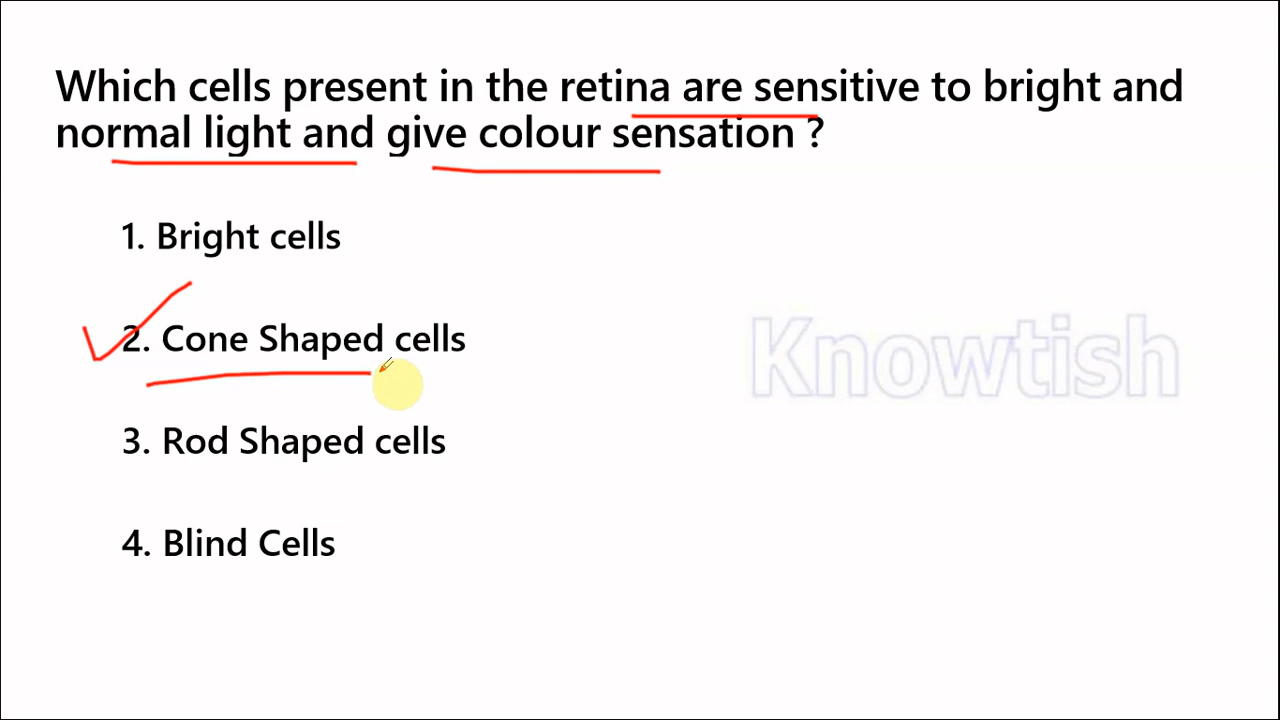 Which cells present in the retina are sensitive to bright and
normal light and give colour sensation ?
1. Bright cells
2. Cone Shaped cells
Knowtish
3. Rod Shaped cells
4. Blind Cells